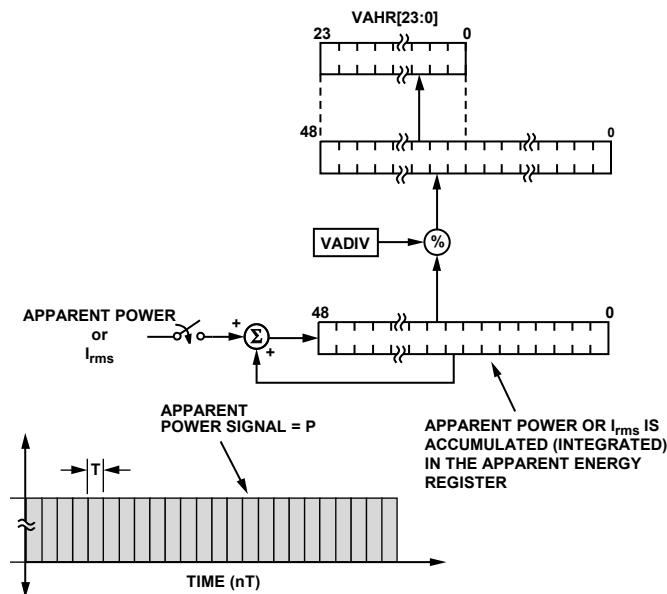 VAHR[23:0]
23 0
48 0
VADIV %
48 0
APPARENT POWER
or
Irms
+ Σ +
APPARENT
POWER SIGNAL = P
APPARENT POWER OR Irms IS
ACCUMULATED (INTEGRATED)
IN THE APPARENT ENERGY
REGISTER
T
TIME (nT)